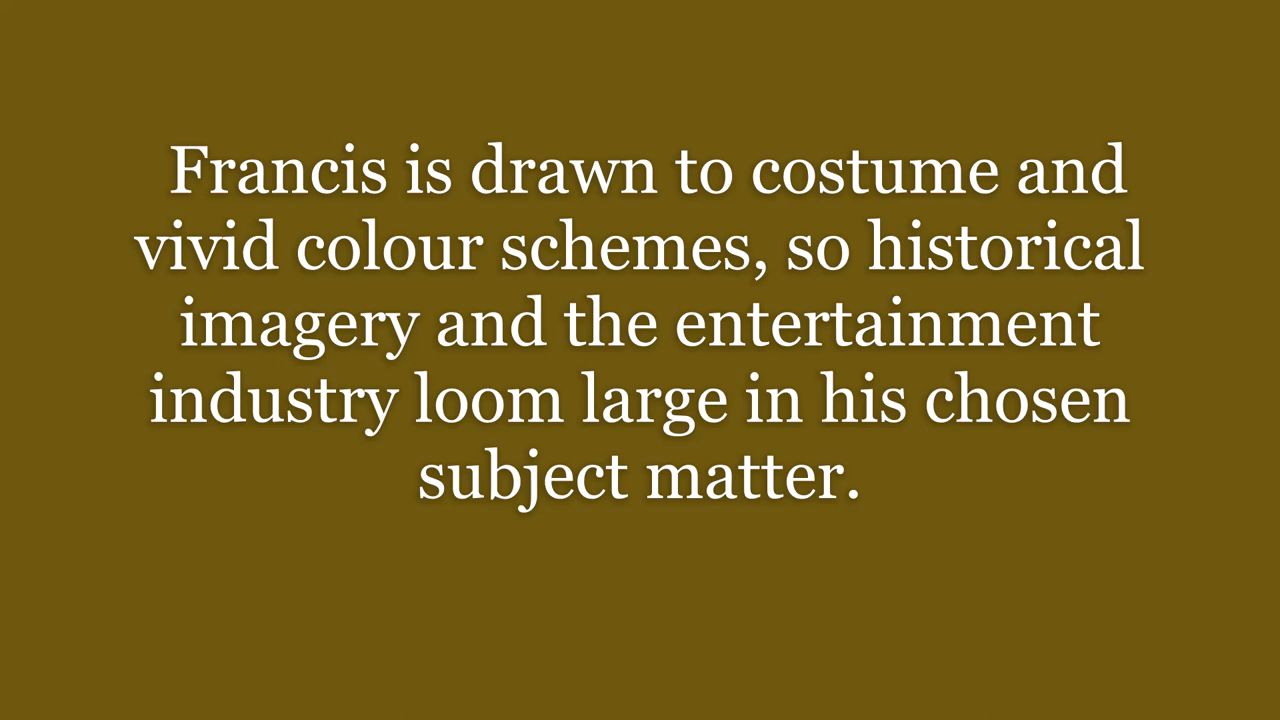 Francis is drawn to costume and
vivid colour schemes, so historical
imagery and the entertainment
industry loom large in his chosen
subject matter.